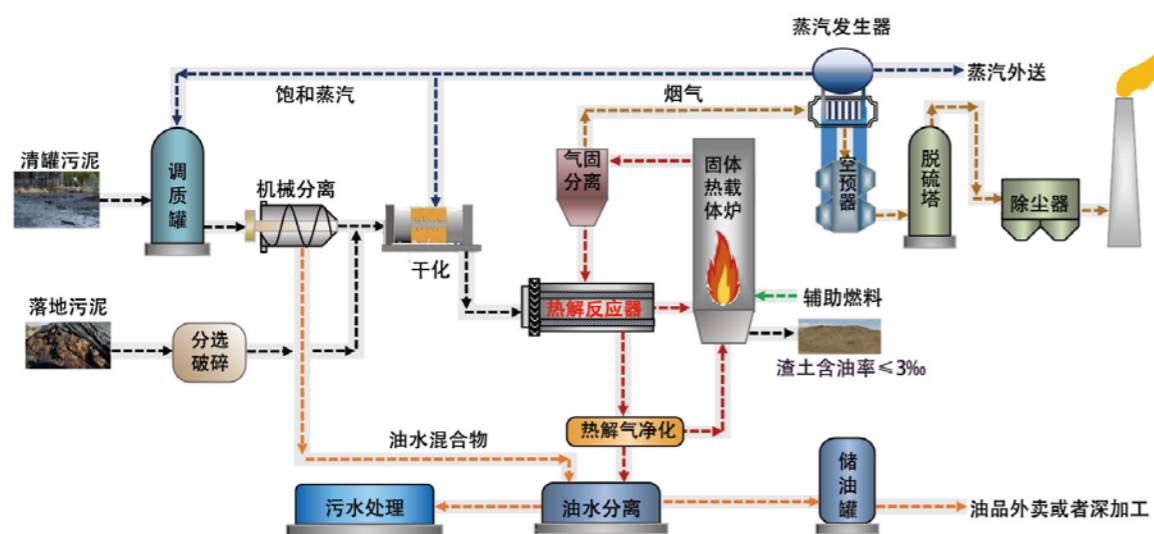 蒸汽发生器
饱和蒸汽
烟气
蒸汽外送
清罐污泥
调
质
罐
机械分离
气固
分离
固体
热载
体炉
空
预
器
脱
硫
塔
除尘器
干化
落地污泥
分选
破碎
热解反应器
辅助燃料
渣土含油率≤3‰
热解气净化
油水混合物
污水处理
油水分离
储
油
罐
油品外卖或者深加工